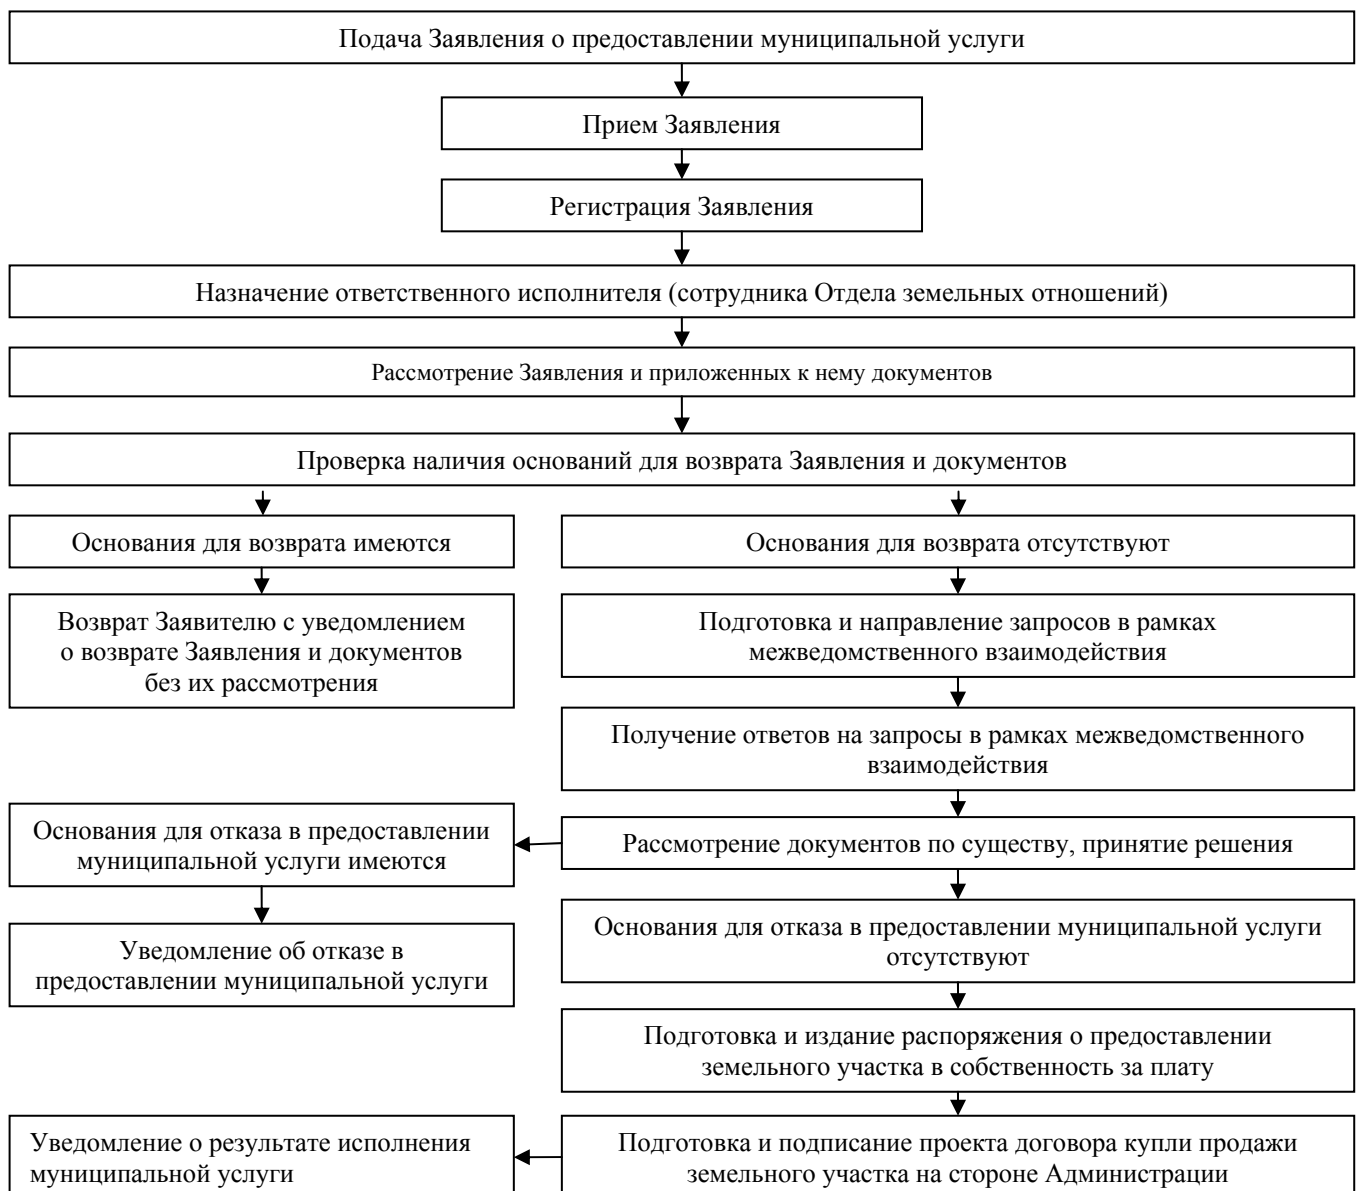 Подача Заявления о предоставлении муниципальной услуги
Прием Заявления
Регистрация Заявления
Назначение ответственного исполнителя (сотрудника Отдела земельных отношений)
Рассмотрение Заявления и приложенных к нему документов
Проверка наличия оснований для возврата Заявления и документов
Основания для возврата имеются
Основания для возврата отсутствуют
Возврат Заявителю с уведомлением
о возврате Заявления и документов
без их рассмотрения
Подготовка и направление запросов в рамках
межведомственного взаимодействия
Получение ответов на запросы в рамках межведомственного
взаимодействия
Основания для отказа в предоставлении
муниципальной услуги имеются
Рассмотрение документов по существу, принятие решения
Уведомление об отказе в
предоставлении муниципальной услуги
Основания для отказа в предоставлении муниципальной услуги
отсутствуют
Подготовка и издание распоряжения о предоставлении
земельного участка в собственность за плату
Уведомление о результате исполнения
муниципальной услуги
Подготовка и подписание проекта договора купли продажи
земельного участка на стороне Администрации